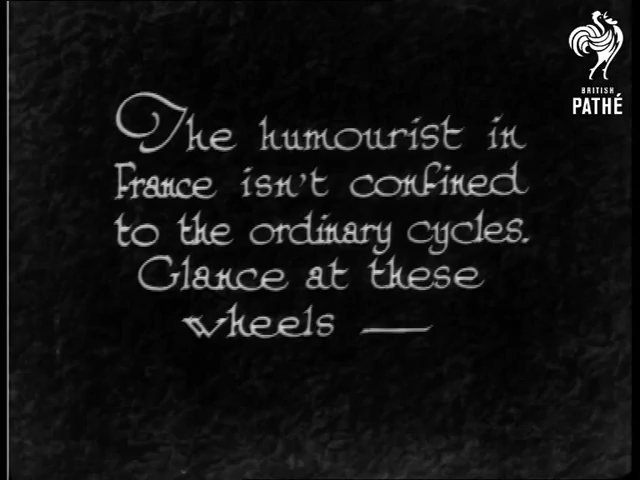 BRITISH
PATHÉ
The humourist in
France isn't confined
to the ordinary cycles.
Glance at these
wheels —